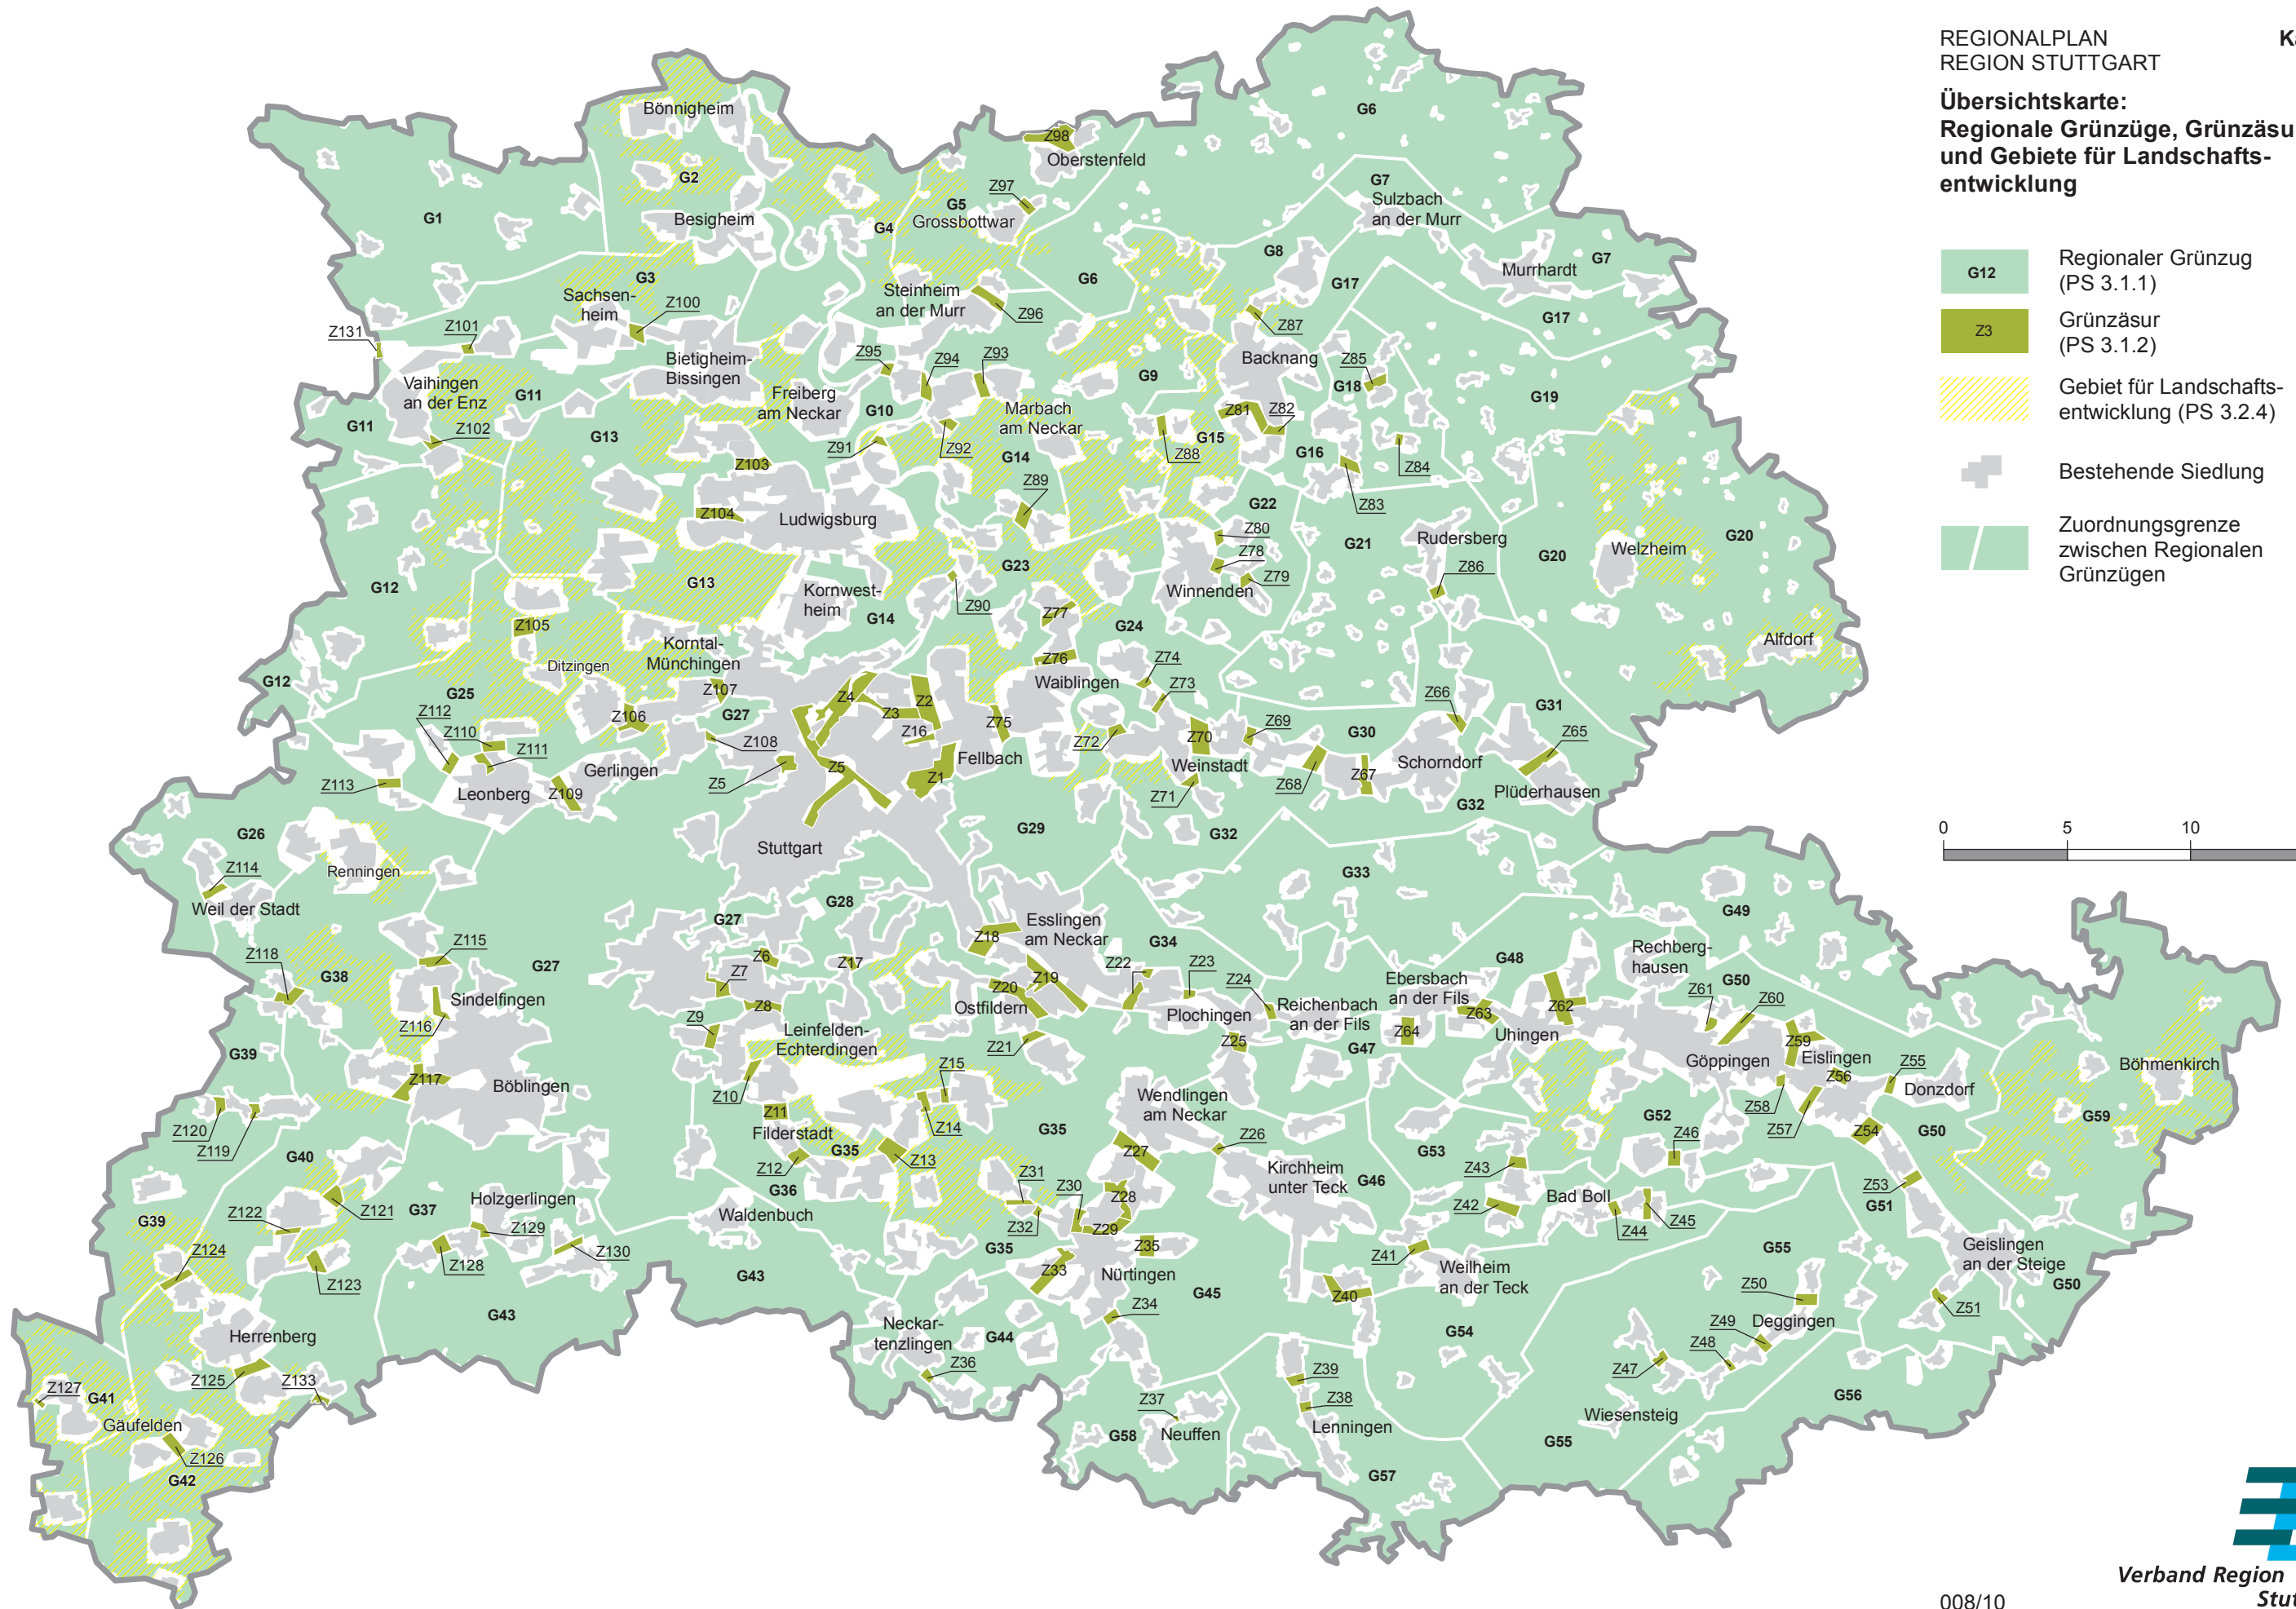 REGIONALPLAN
REGION STUTTGART
Übersichtskarte:
Regionale Grünzüge, Grünzäsu
und Gebiete für Landschafts-
entwicklung
G12
Regionaler Grünzug
(PS 3.1.1)
Z3
Grünzäsur
(PS 3.1.2)
Gebiet für Landschafts-
entwicklung (PS 3.2.4)
Bestehende Siedlung
Zuordnungsgrenze
zwischen Regionalen
Grünzügen
0 5 10
Bönnigheim
G6
Z98
Oberstenfeld
G2
G7
Sulzbach
an der Murr
Z97
G5
Grossbottwar
G1
Besigheim
G4
G8
G7
Murrhardt
G3
G6
G17
Sachsen-
heim
Z100
Steinheim
an der Murr
Z96
Z87
G17
Z131
Z101
Bietigheim-
Bissingen
Z95
Z94
Z93
Backnang
Z85
G18
Vaihingen
an der Enz
G11
Freiberg
am Neckar
G10
G9
G19
Marbach
am Neckar
Z81
Z82
G11
Z102
G13
Z91
Z92
G15
Z88
G16
Z84
Z103
G14
Z83
Z89
Z104
Ludwigsburg
G22
Z80
Z78
G21
Rudersberg
G20
Welzheim
G20
Z86
G12
G13
G23
Z79
Winnenden
Kornwest-
heim
Z90
G14
Z77
G24
Z105
Korntal-
Münchingen
Alfdorf
Ditzingen
Z76
Z74
G12
G25
Z107
Waiblingen
Z73
Z4
Z2
Z3
Z66
G31
Z112
Z106
G27
Z75
Z16
Z69
G30
Z65
Z110
Z111
Z108
Z72
Z70
Gerlingen
Fellbach
Weinstadt
Schorndorf
Z113
Z109
Leonberg
Z5
Z5
Z1
Z71
Z68
Z67
Plüderhausen
G32
G26
G29
G32
Stuttgart
Renningen
G33
Z114
Weil der Stadt
G28
G27
Esslingen
am Neckar
G49
Z18
G34
Rechberg-
hausen
Z115
Z118
G38
G27
Z6
Z17
Z22
Z23
Z24
Ebersbach
an der Fils
G48
G50
Z7
Z19
Z20
Z61
Z60
Sindelfingen
Z8
Ostfildern
Plochingen
Reichenbach
an der Fils
Z63
Z62
Z116
Z9
Leinfelden-
Echterdingen
Z21
Z25
G47
Z64
Uhingen
Z59
G39
Göppingen
Eislingen
Böhmenkirch
Z117
Böblingen
Z10
Z15
Z56
Z55
Donzdorf
Wendlingen
am Neckar
Z11
Z58
G59
Z120
Filderstadt
Z14
G35
Z57
G52
Z119
Z54
G50
Z12
G35
Z13
Z27
Z26
G53
Z46
G40
Z43
G36
Z31
Z30
Z28
Kirchheim
unter Teck
G46
Z53
G51
Holzgerlingen
Bad Boll
Z42
G39
Z122
Z121
G37
Z129
Waldenbuch
Z32
Z29
Z44
Z45
Z124
Z130
G35
Z35
Z41
G55
Geislingen
an der Steige
Z128
Z123
G43
Z33
Nürtingen
Weilheim
an der Teck
G50
G43
Z34
G45
Z40
Z50
Z51
Herrenberg
Neckar-
tenzlingen
G44
G54
Z49
Deggingen
Z125
Z36
Z39
Z47
Z48
Z127
G41
Z133
Z38
G56
Gäufelden
Z37
Neuffen
Lenningen
Wiesensteig
Z126
G58
G55
G42
G57
Verband Region
008/10